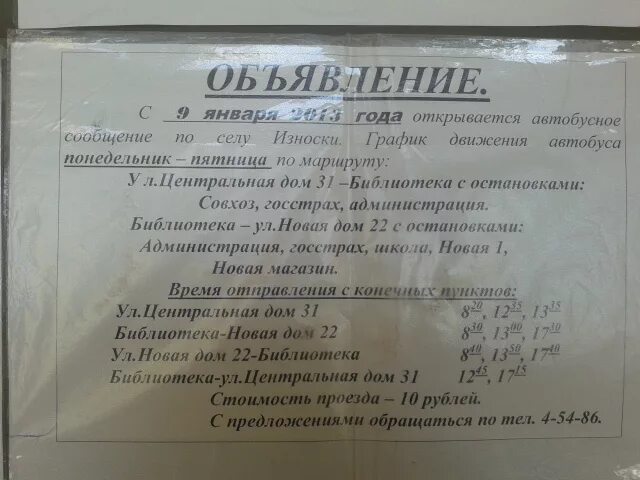 ОБЪЯВЛЕНИЕ.
С 9 января 2013 года открывается автобусное
сообщение по селу Износки. График движения автобуса
понедельник – пятница по маршруту:
Ул.Центральная дом 31 –Библиотека с остановками:
Совхоз, госстрах, администрация.
Библиотека – ул.Новая дом 22 с остановками:
Администрация, госстрах, школа, Новая 1,
Новая магазин.
Время отправления с конечных пунктов:
Ул.Центральная дом 31 8²⁰, 12³⁵, 13³⁵
Библиотека-Новая дом 22 8³⁰, 13⁰⁰, 17³⁰
Ул.Новая дом 22-Библиотека 8⁴⁰, 13⁵⁰, 17⁴⁰
Библиотека-ул.Центральная дом 31 12⁴⁵, 17¹⁵
Стоимость проезда – 10 рублей.
С предложениями обращаться по тел. 4-54-86.